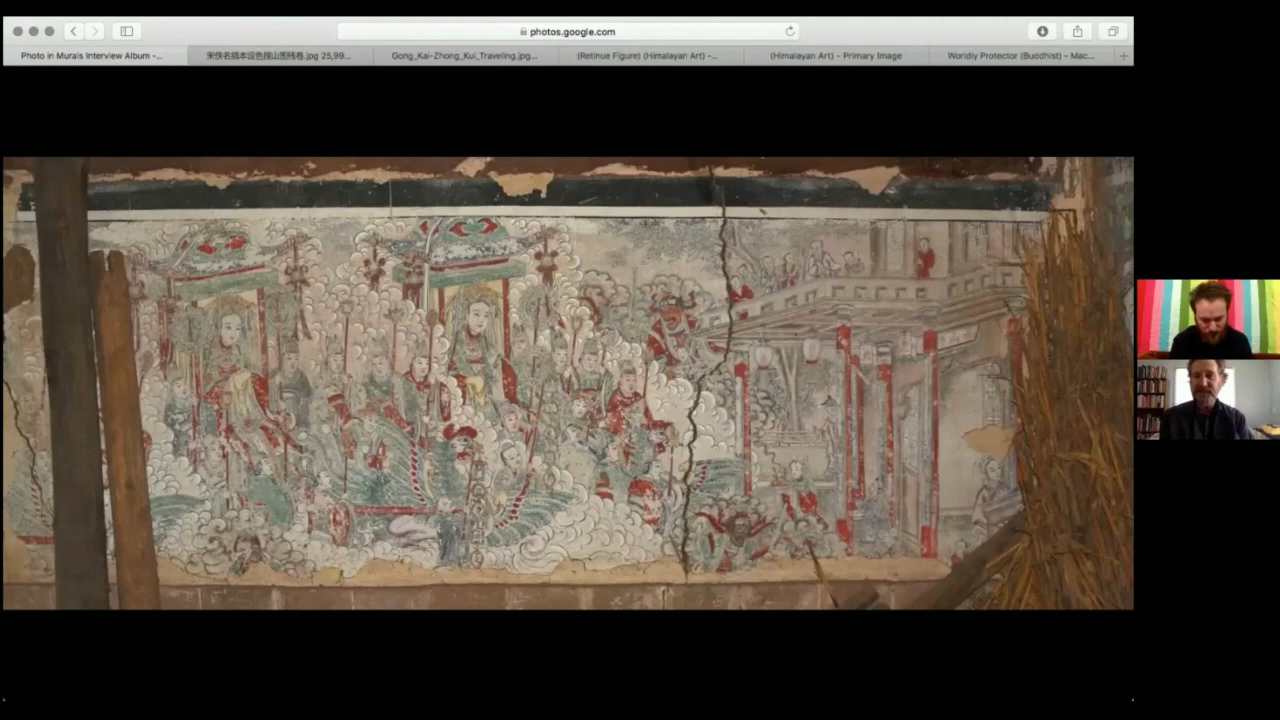 photos.google.com
Photo in Murals Interview Album –...
宋佚名绢本设色搜山图残卷.jpg 25,99...
Gong_Kai-Zhong_Kui_Traveling.jpg...
(Retinue Figure) (Himalayan Art) –...
(Himalayan Art) – Primary Image
Worldly Protector (Buddhist) – Mac...